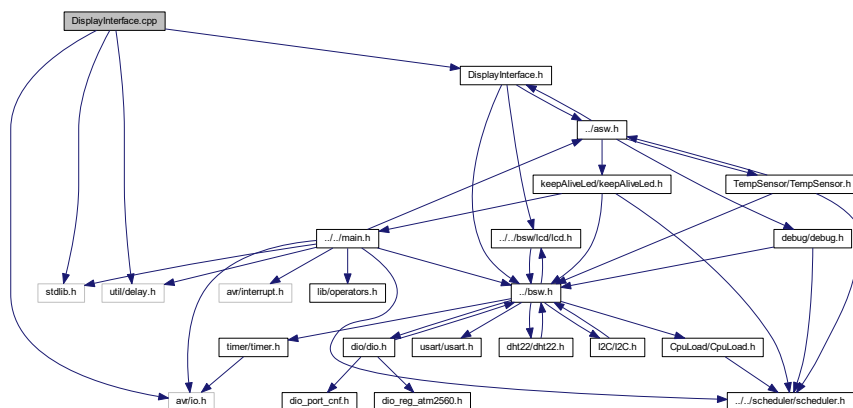 DisplayInterface.cpp
DisplayInterface.h
../asw.h
keepAliveLed/keepAliveLed.h
TempSensor/TempSensor.h
../../main.h
../../bsw/lcd/lcd.h
debug/debug.h
stdlib.h
util/delay.h
avr/interrupt.h
lib/operators.h
../bsw.h
timer/timer.h
dio/dio.h
usart/usart.h
dht22/dht22.h
I2C/I2C.h
CpuLoad/CpuLoad.h
avr/io.h
dio_port_cnf.h
dio_reg_atm2560.h
../../scheduler/scheduler.h